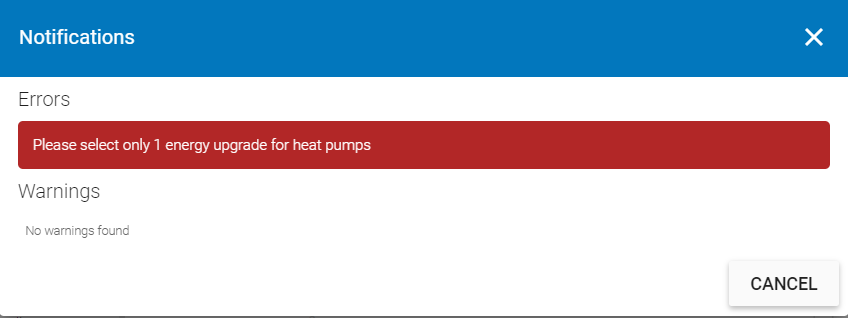 Notifications
Errors
Please select only 1 energy upgrade for heat pumps
Warnings
No warnings found
CANCEL